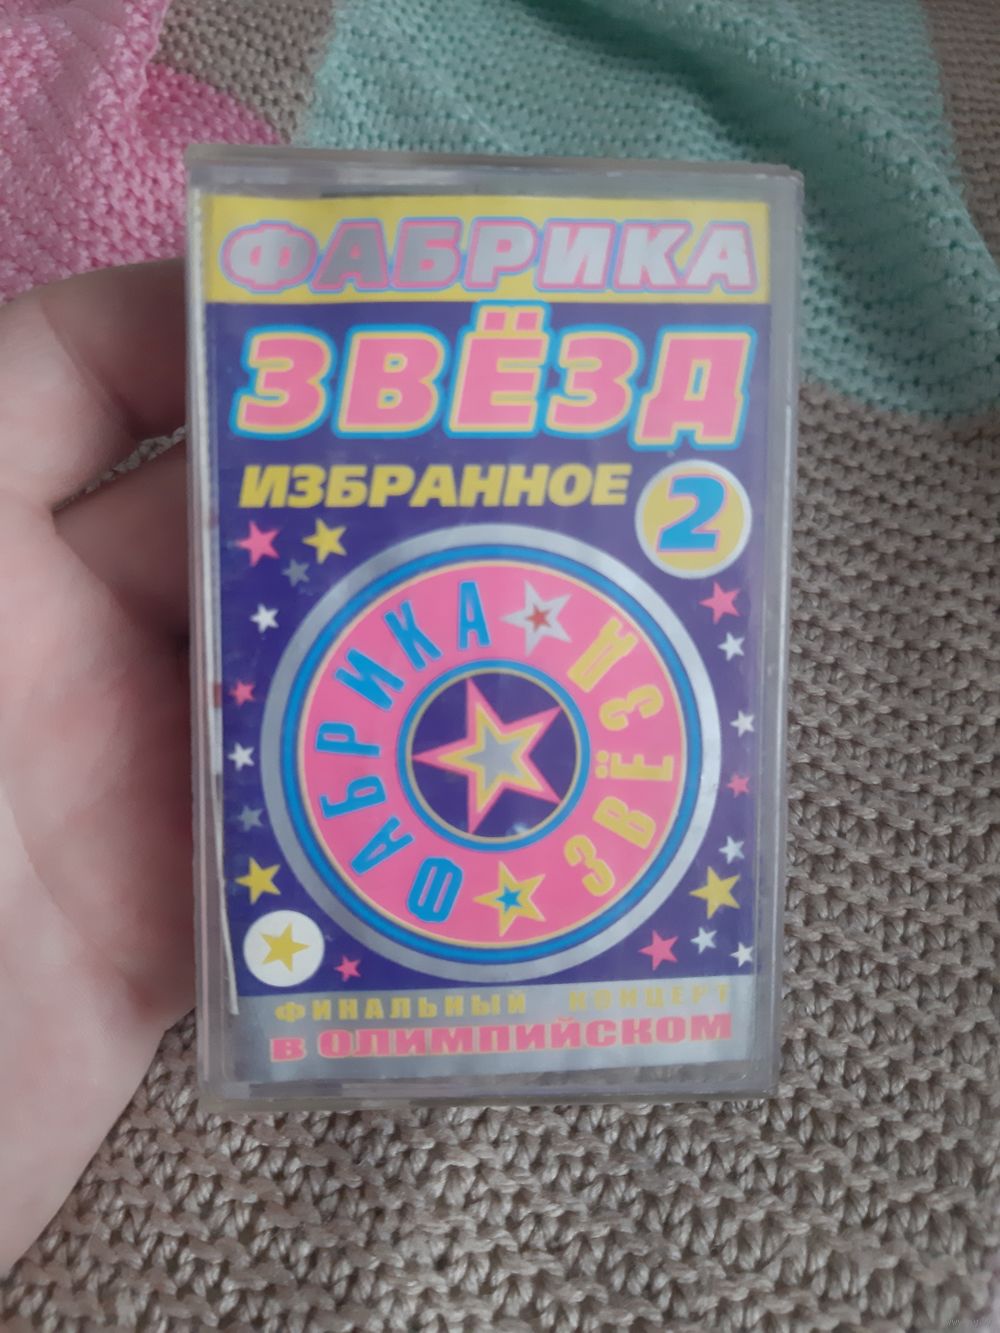 ФАБРИКА
ЗВЁЗД
ИЗБРАННОЕ 2
ФАБРИКА ЗВЁЗД
ФИНАЛЬНЫЙ КОНЦЕРТ
В ОЛИМПИЙСКОМ